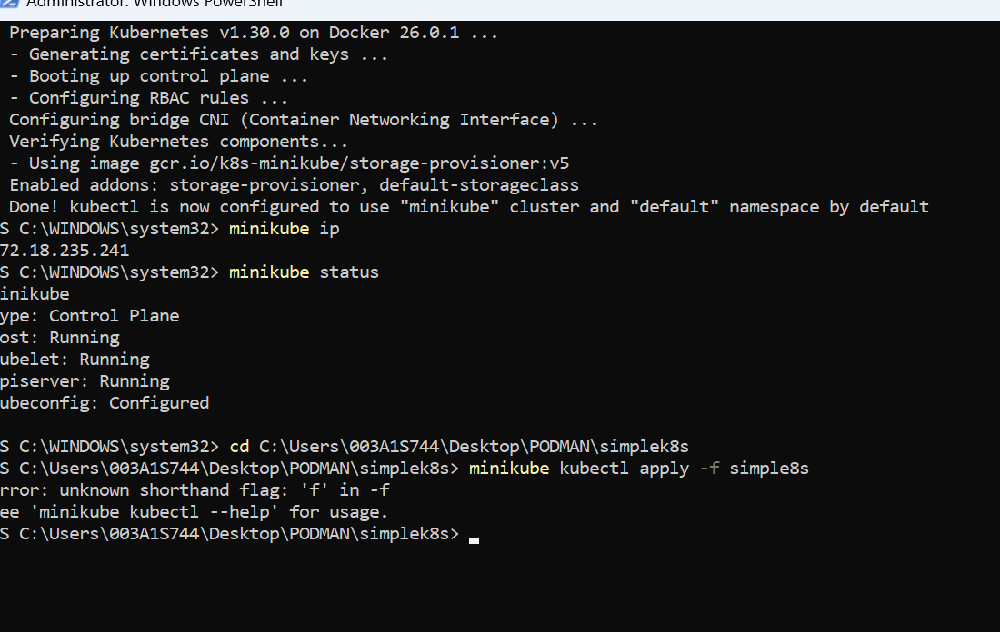 Administrator: Windows PowerShell
Preparing Kubernetes v1.30.0 on Docker 26.0.1 ...
- Generating certificates and keys ...
- Booting up control plane ...
- Configuring RBAC rules ...
Configuring bridge CNI (Container Networking Interface) ...
Verifying Kubernetes components...
- Using image gcr.io/k8s-minikube/storage-provisioner:v5
Enabled addons: storage-provisioner, default-storageclass
Done! kubectl is now configured to use "minikube" cluster and "default" namespace by default
S C:\WINDOWS\system32> minikube ip
72.18.235.241
S C:\WINDOWS\system32> minikube status
inikube
ype: Control Plane
ost: Running
ubelet: Running
piserver: Running
ubeconfig: Configured
S C:\WINDOWS\system32> cd C:\Users\003A1S744\Desktop\PODMAN\simplek8s
S C:\Users\003A1S744\Desktop\PODMAN\simplek8s> minikube kubectl apply -f simple8s
rror: unknown shorthand flag: 'f' in -f
ee 'minikube kubectl --help' for usage.
S C:\Users\003A1S744\Desktop\PODMAN\simplek8s>